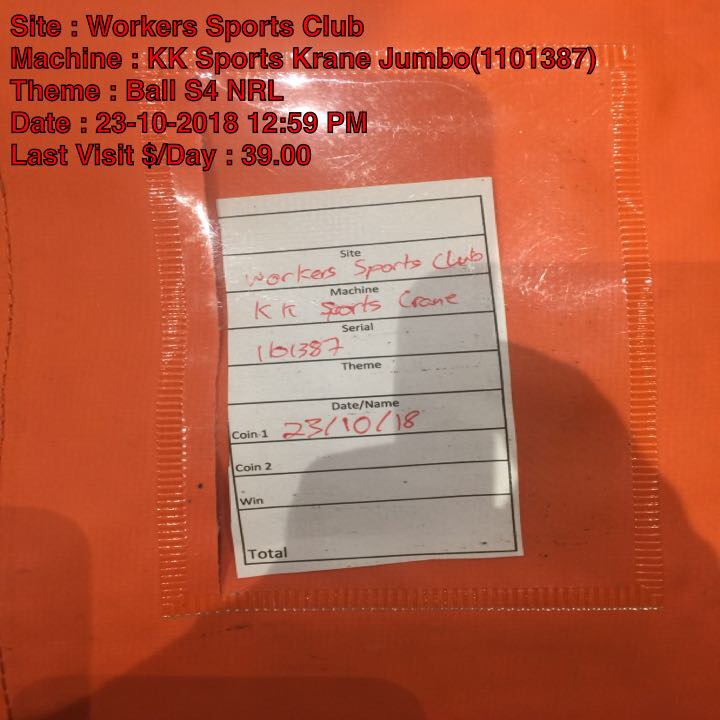 Site : Workers Sports Club
Machine : KK Sports Krane Jumbo(1101387)
Theme : Ball S4 NRL
Date : 23-10-2018 12:59 PM
Last Visit $/Day : 39.00
Site
Workers Sports Club
Machine
KK Sports Crane
Serial
1101387
Theme
Date/Name
Coin 1 23/10/18
Coin 2
Win
Total